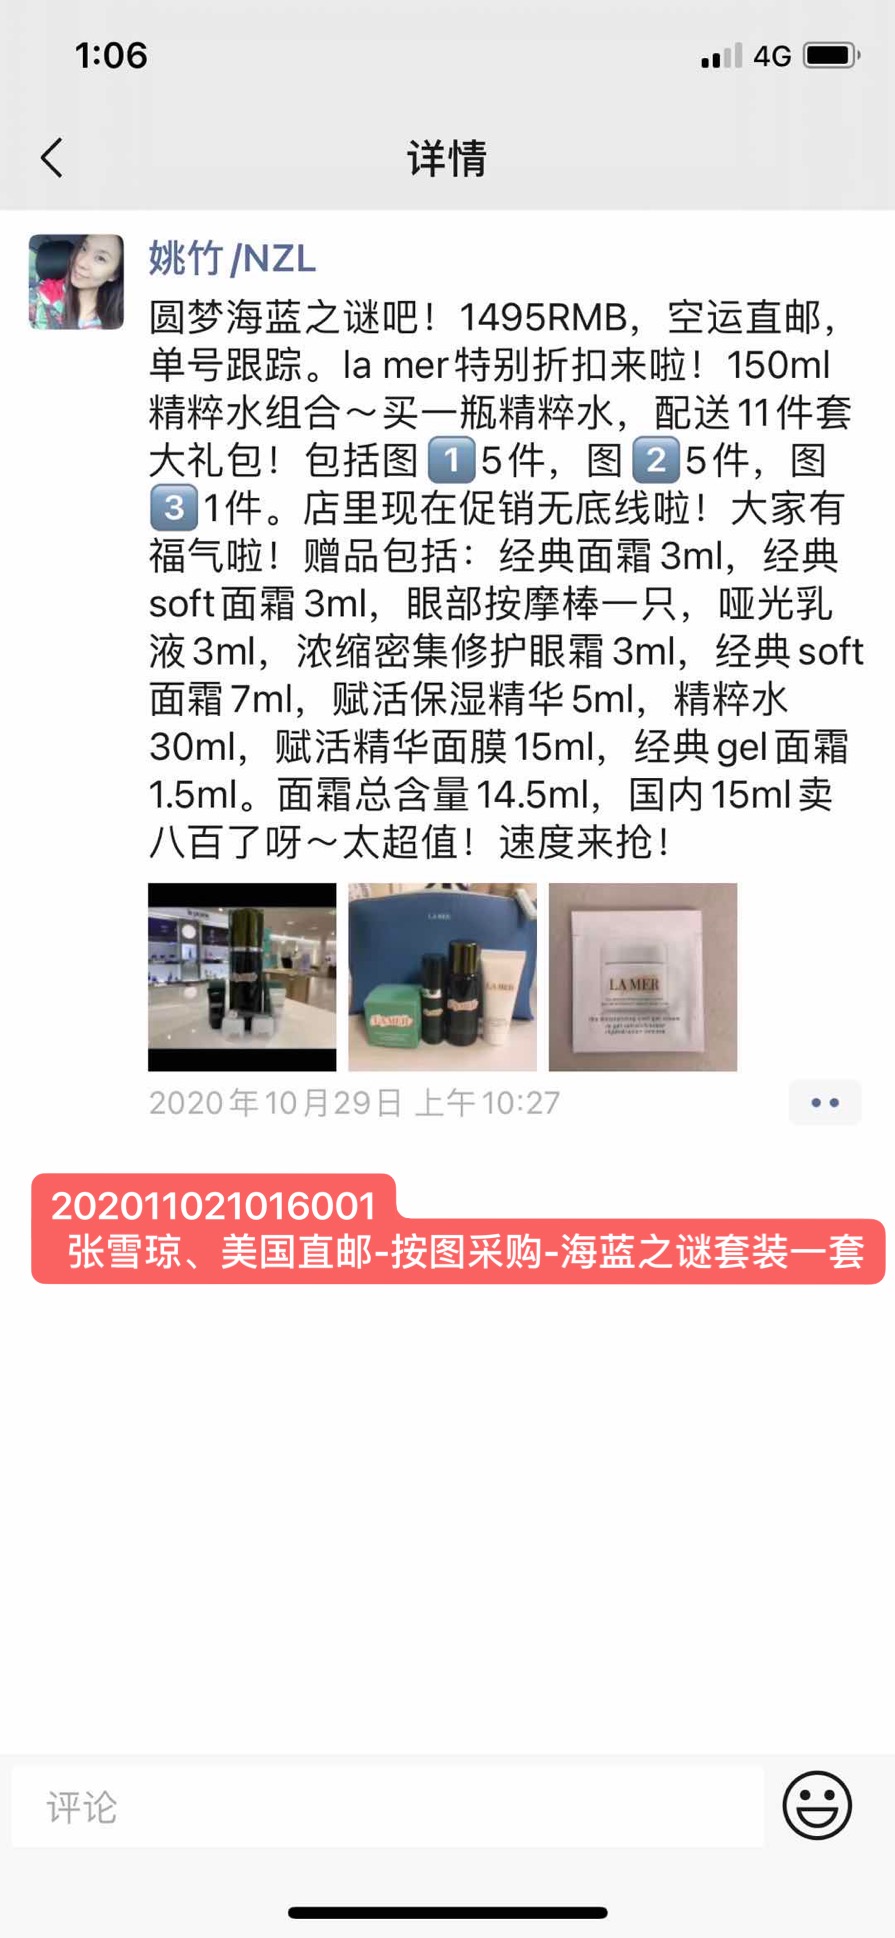 1:06
4G
详情
姚竹/NZL
圆梦海蓝之谜吧！1495RMB，空运直邮，
单号跟踪。la mer特别折扣来啦！150ml
精粹水组合～买一瓶精粹水，配送11件套
大礼包！包括图1️⃣5件，图2️⃣5件，图
3️⃣1件。店里现在促销无底线啦！大家有
福气啦！赠品包括：经典面霜3ml，经典
soft面霜3ml，眼部按摩棒一只，哑光乳
液3ml，浓缩密集修护眼霜3ml，经典soft
面霜7ml，赋活保湿精华5ml，精粹水
30ml，赋活精华面膜15ml，经典gel面霜
1.5ml。面霜总含量14.5ml，国内15ml卖
八百了呀～太超值！速度来抢！
LA MER
LA MER
LA MER
LA MER
2020年10月29日 上午10:27
202011021016001
张雪琼、美国直邮-按图采购-海蓝之谜套装一套
评论